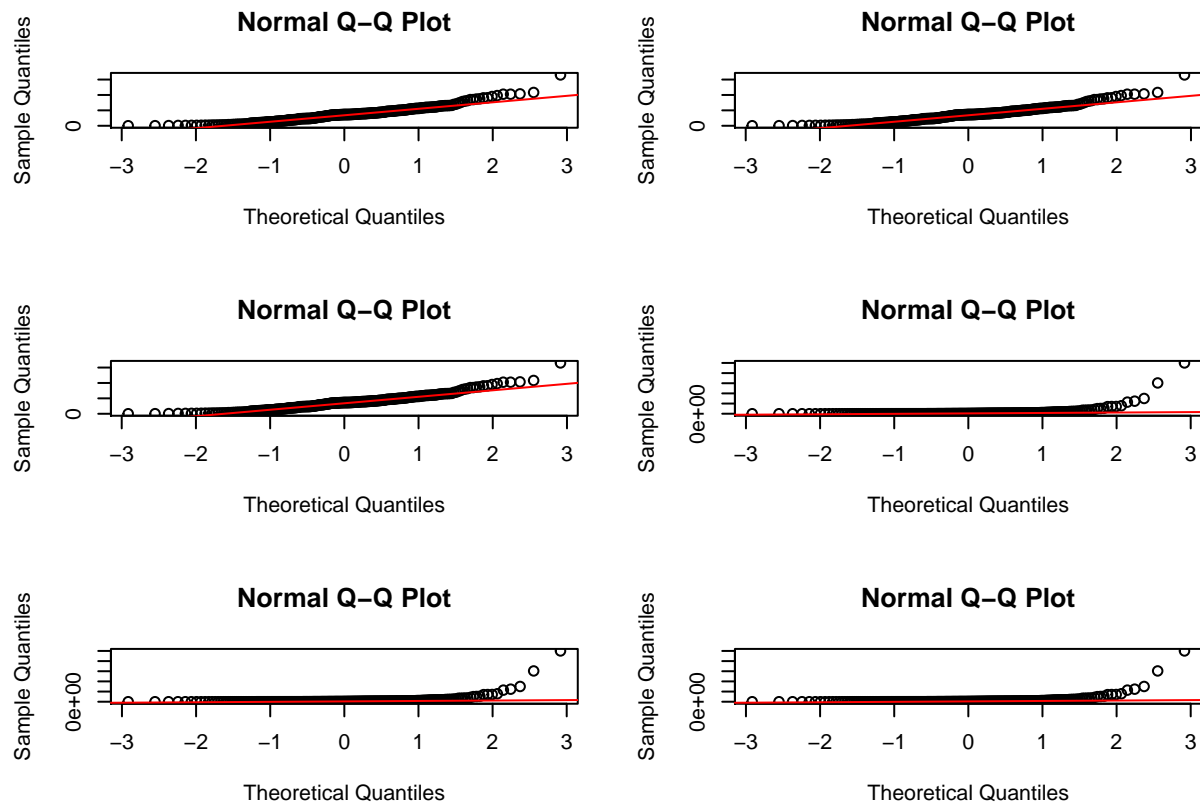 Normal Q−Q Plot
Sample Quantiles
0
−3 −2 −1 0 1 2 3
Theoretical Quantiles
Normal Q−Q Plot
Sample Quantiles
0
−3 −2 −1 0 1 2 3
Theoretical Quantiles
Normal Q−Q Plot
Sample Quantiles
0
−3 −2 −1 0 1 2 3
Theoretical Quantiles
Normal Q−Q Plot
Sample Quantiles
0e+00
−3 −2 −1 0 1 2 3
Theoretical Quantiles
Normal Q−Q Plot
Sample Quantiles
0e+00
−3 −2 −1 0 1 2 3
Theoretical Quantiles
Normal Q−Q Plot
Sample Quantiles
0e+00
−3 −2 −1 0 1 2 3
Theoretical Quantiles